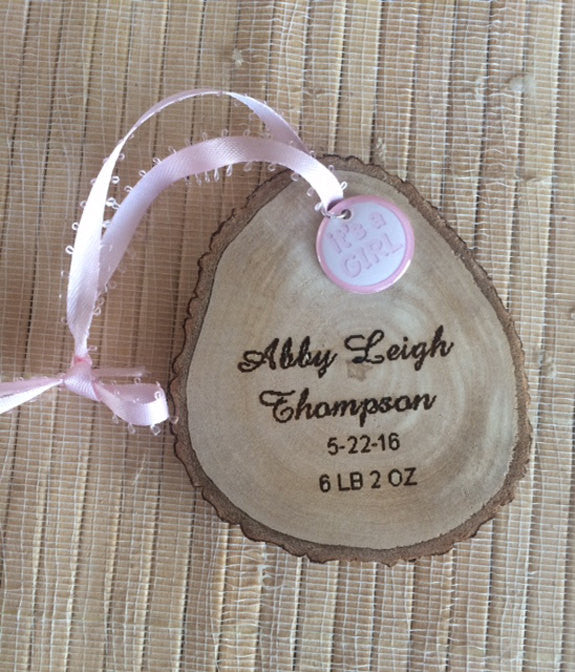 it's a
GIRL
Abby Leigh
Thompson
5-22-16
6 LB 2 OZ